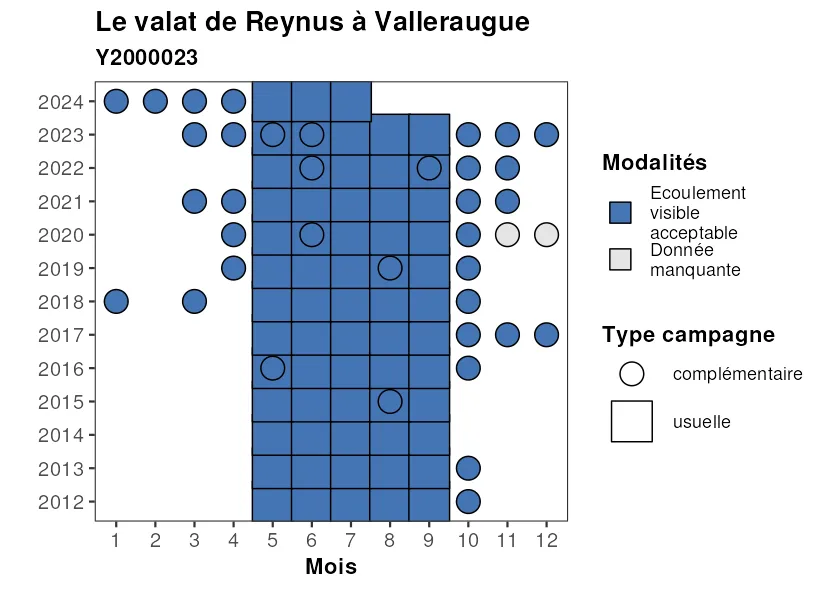 Le valat de Reynus à Valleraugue
Y2000023
2024
2023
2022
2021
2020
2019
2018
2017
2016
2015
2014
2013
2012
1 2 3 4 5 6 7 8 9 10 11 12
Mois
Modalités
Ecoulement
visible
acceptable
Donnée
manquante
Type campagne
complémentaire
usuelle